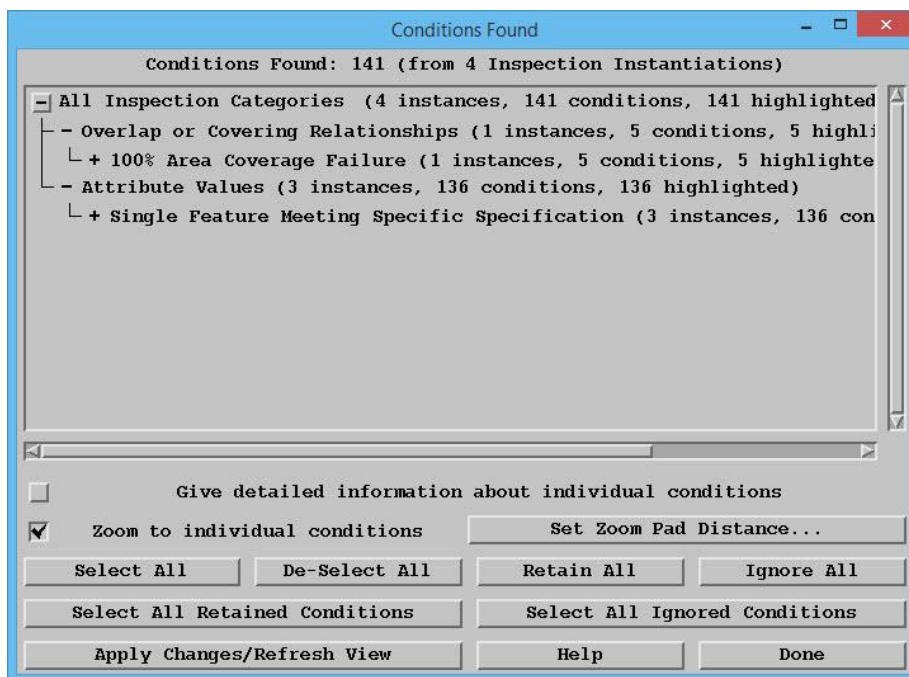 Conditions Found
Conditions Found: 141 (from 4 Inspection Instantiations)
All Inspection Categories (4 instances, 141 conditions, 141 highlighted
- Overlap or Covering Relationships (1 instances, 5 conditions, 5 highli
+ 100% Area Coverage Failure (1 instances, 5 conditions, 5 highlighte
- Attribute Values (3 instances, 136 conditions, 136 highlighted)
+ Single Feature Meeting Specific Specification (3 instances, 136 con
Give detailed information about individual conditions
Zoom to individual conditions Set Zoom Pad Distance...
Select All De-Select All Retain All Ignore All
Select All Retained Conditions Select All Ignored Conditions
Apply Changes/Refresh View Help Done